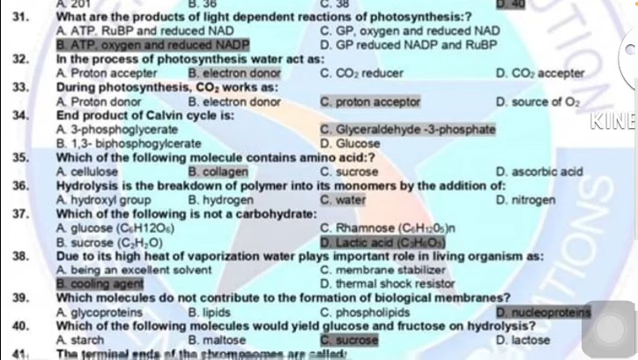 A. 201 B. 36 C. 38 D. 40
31. What are the products of light dependent reactions of photosynthesis:?
A. ATP. RuBP and reduced NAD C. GP, oxygen and reduced NAD
B. ATP, oxygen and reduced NADP D. GP reduced NADP and RuBP
32. In the process of photosynthesis water act as:
A. Proton accepter B. electron donor C. CO₂ reducer D. CO₂ accepter
33. During photosynthesis, CO₂ works as:
A. Proton donor B. electron donor C. proton acceptor D. source of O₂
34. End product of Calvin cycle is:
A. 3-phosphoglycerate C. Glyceraldehyde -3-phosphate
B. 1,3- biphosphoglycerate D. Glucose
35. Which of the following molecule contains amino acid:?
A. cellulose B. collagen C. sucrose D. ascorbic acid
36. Hydrolysis is the breakdown of polymer into its monomers by the addition of:
A. hydroxyl group B. hydrogen C. water D. nitrogen
37. Which of the following is not a carbohydrate:
A. glucose (C₆H12O₆) C. Rhamnose (C₆H₁₂0₅)n
B. sucrose (C₂H₂O) D. Lactic acid (C₃H₆O₃)
38. Due to its high heat of vaporization water plays important role in living organism as:
A. being an excellent solvent C. membrane stabilizer
B. cooling agent D. thermal shock resistor
39. Which molecules do not contribute to the formation of biological membranes?
A. glycoproteins B. lipids C. phospholipids D. nucleoproteins
40. Which of the following molecules would yield glucose and fructose on hydrolysis?
A. starch B. maltose C. sucrose D. lactose
41. The terminal ends of the chromosomes are called:
KINE